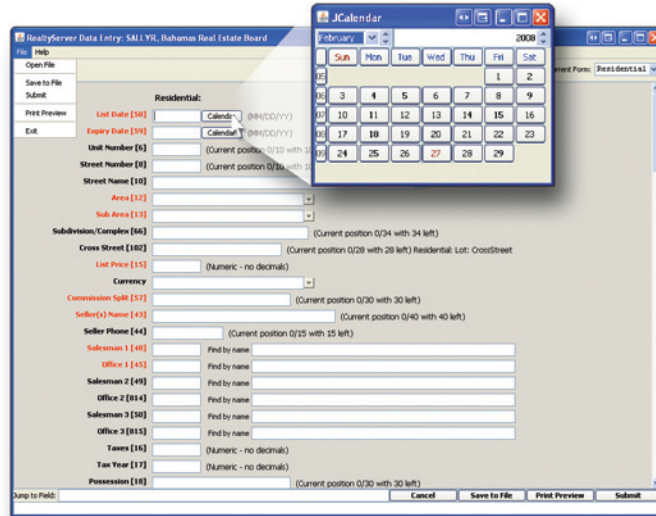 JCalendar
February 2008
Sun Mon Tue Wed Thu Fri Sat
05 1 2
06 3 4 5 6 7 8 9
07 10 11 12 13 14 15 16
08 17 18 19 20 21 22 23
09 24 25 26 27 28 29
RealtyServer Data Entry: SALLYR, Bahamas Real Estate Board
File Help
Open File
Save to File
Submit
Print Preview
Exit
Form: Residential
Residential:
List Date [58] Calendar (MM/DD/YY)
Expiry Date [59] Calendar (MM/DD/YY)
Unit Number [6] (Current position 0/10 with
Street Number [8] (Current position 0/10 with
Street Name [10]
Area [12]
Sub Area [13]
Subdivision/Complex [66] (Current position 0/34 with 34 left)
Cross Street [102] (Current position 0/28 with 28 left) Residential: Lot: CrossStreet
List Price [15] (Numeric - no decimals)
Currency
Commission Split [57] (Current position 0/30 with 30 left)
Seller(s) Name [43] (Current position 0/40 with 40 left)
Seller Phone [44] (Current position 0/15 with 15 left)
Salesman 1 [48] Find by name
Office 1 [45] Find by name
Salesman 2 [49] Find by name
Office 2 [814] Find by name
Salesman 3 [50] Find by name
Office 3 [815] Find by name
Taxes [16] (Numeric - no decimals)
Tax Year [17] (Numeric - no decimals)
Possession [18] (Current position 0/30 with 30 left)
Jump to Field: Cancel Save to File Print Preview Submit